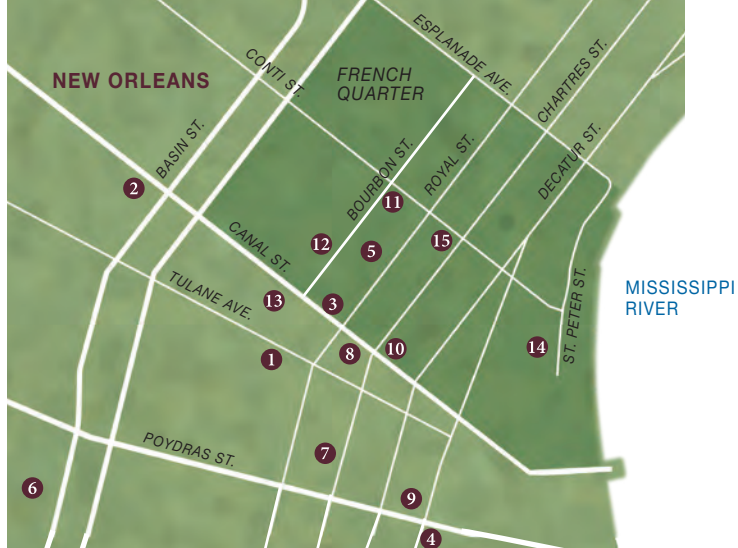 ESPLANADE AVE.
CONTI ST.
CHARTRES ST.
NEW ORLEANS
FRENCH
QUARTER
BASIN ST.
DECATUR ST.
BOURBON ST.
ROYAL ST.
2
11
12
5
15
CANAL ST.
TULANE AVE.
13
3
MISSISSIPPI
RIVER
ST. PETER ST.
1
8
10
14
POYDRAS ST.
7
6
9
4